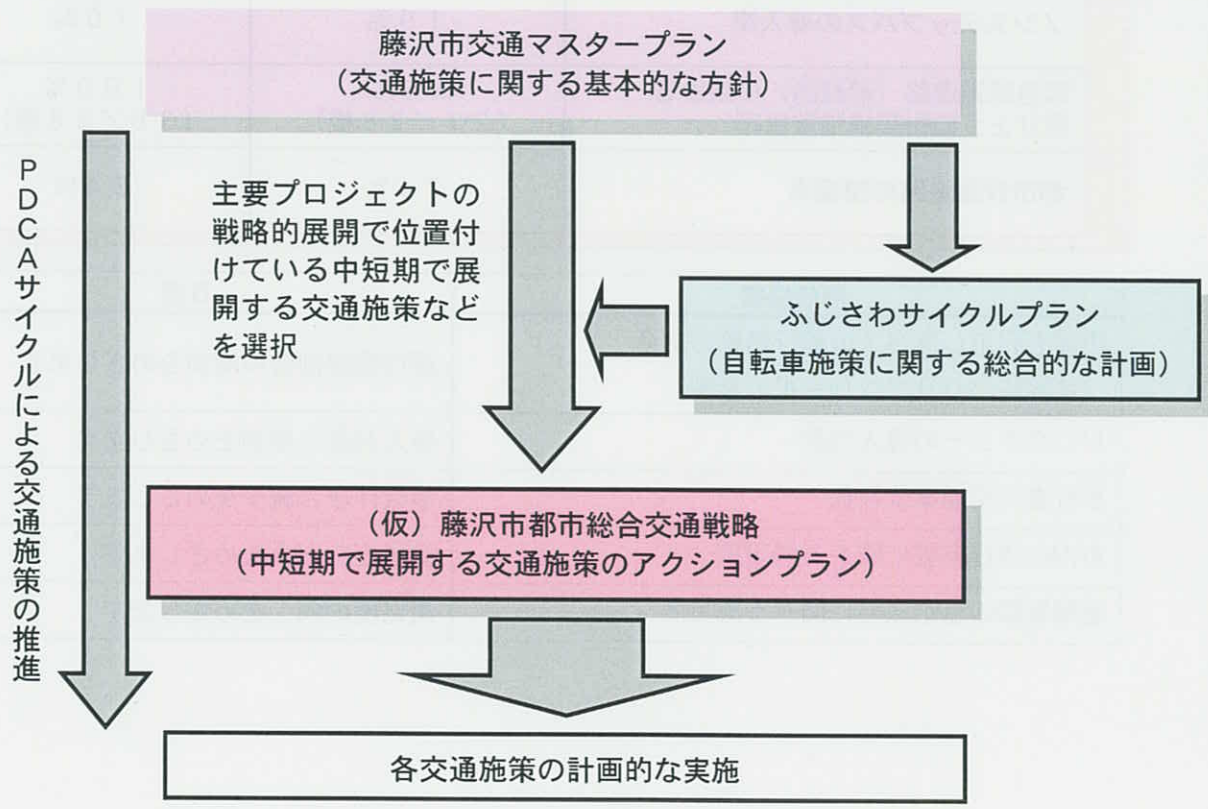 藤沢市交通マスタープラン
（交通施策に関する基本的な方針）
PDCAサイクルによる交通施策の推進
主要プロジェクトの
戦略的展開で位置付
けている中短期で展
開する交通施策など
を選択
ふじさわサイクルプラン
（自転車施策に関する総合的な計画）
（仮）藤沢市都市総合交通戦略
（中短期で展開する交通施策のアクションプラン）
各交通施策の計画的な実施